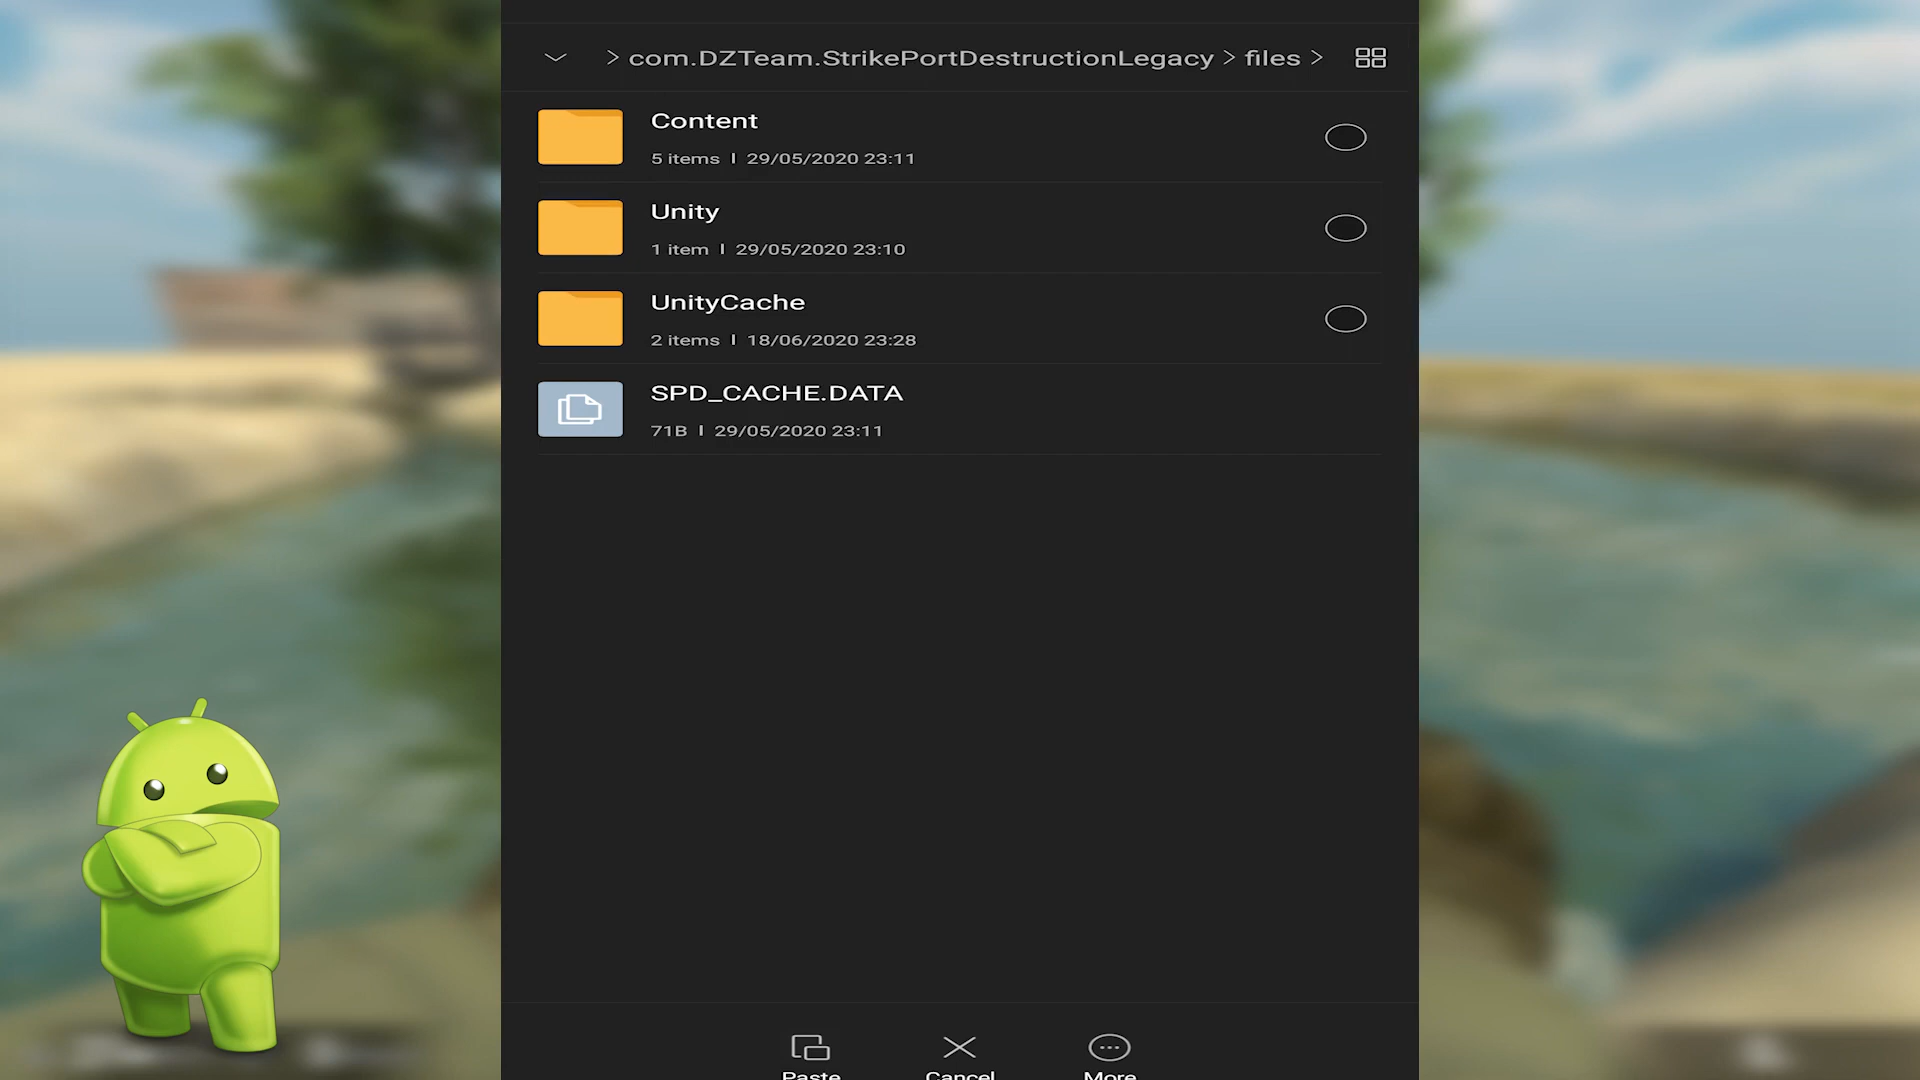 > com.DZTeam.StrikePortDestructionLegacy > files >
Content
5 items | 29/05/2020 23:11
Unity
1 item | 29/05/2020 23:10
UnityCache
2 items | 18/06/2020 23:28
SPD_CACHE.DATA
71B | 29/05/2020 23:11
Paste Cancel More